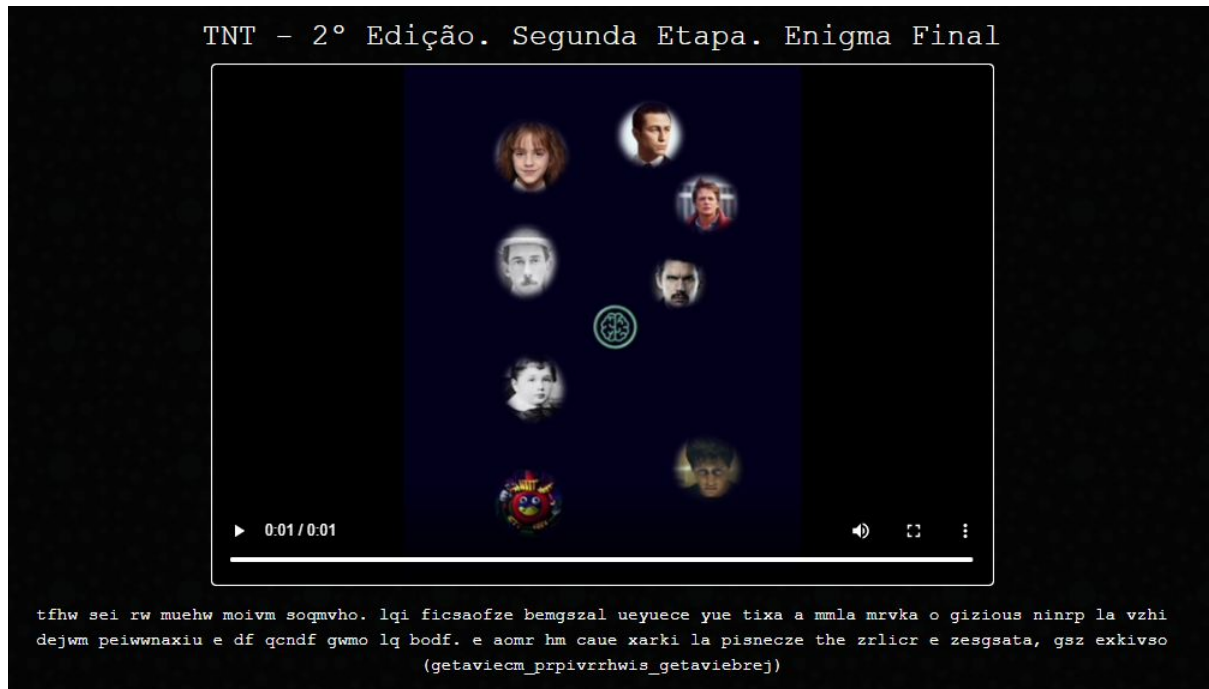 TNT - 2º Edição. Segunda Etapa. Enigma Final
0:01 / 0:01
tfhw sei rw muehw moivm soqmvho. lqi ficsaofze bemgszal ueyuece yue tixa a mmla mrvka o gizious ninrp la vzhi
dejwm peiwwnaxiu e df qcndf gwmo lq bodf. e aomr hm caue xarki la pisnecze the zrlicr e zesgsata, gsz exkivso
(getaviecm_prpivrrhwis_getaviebrej)